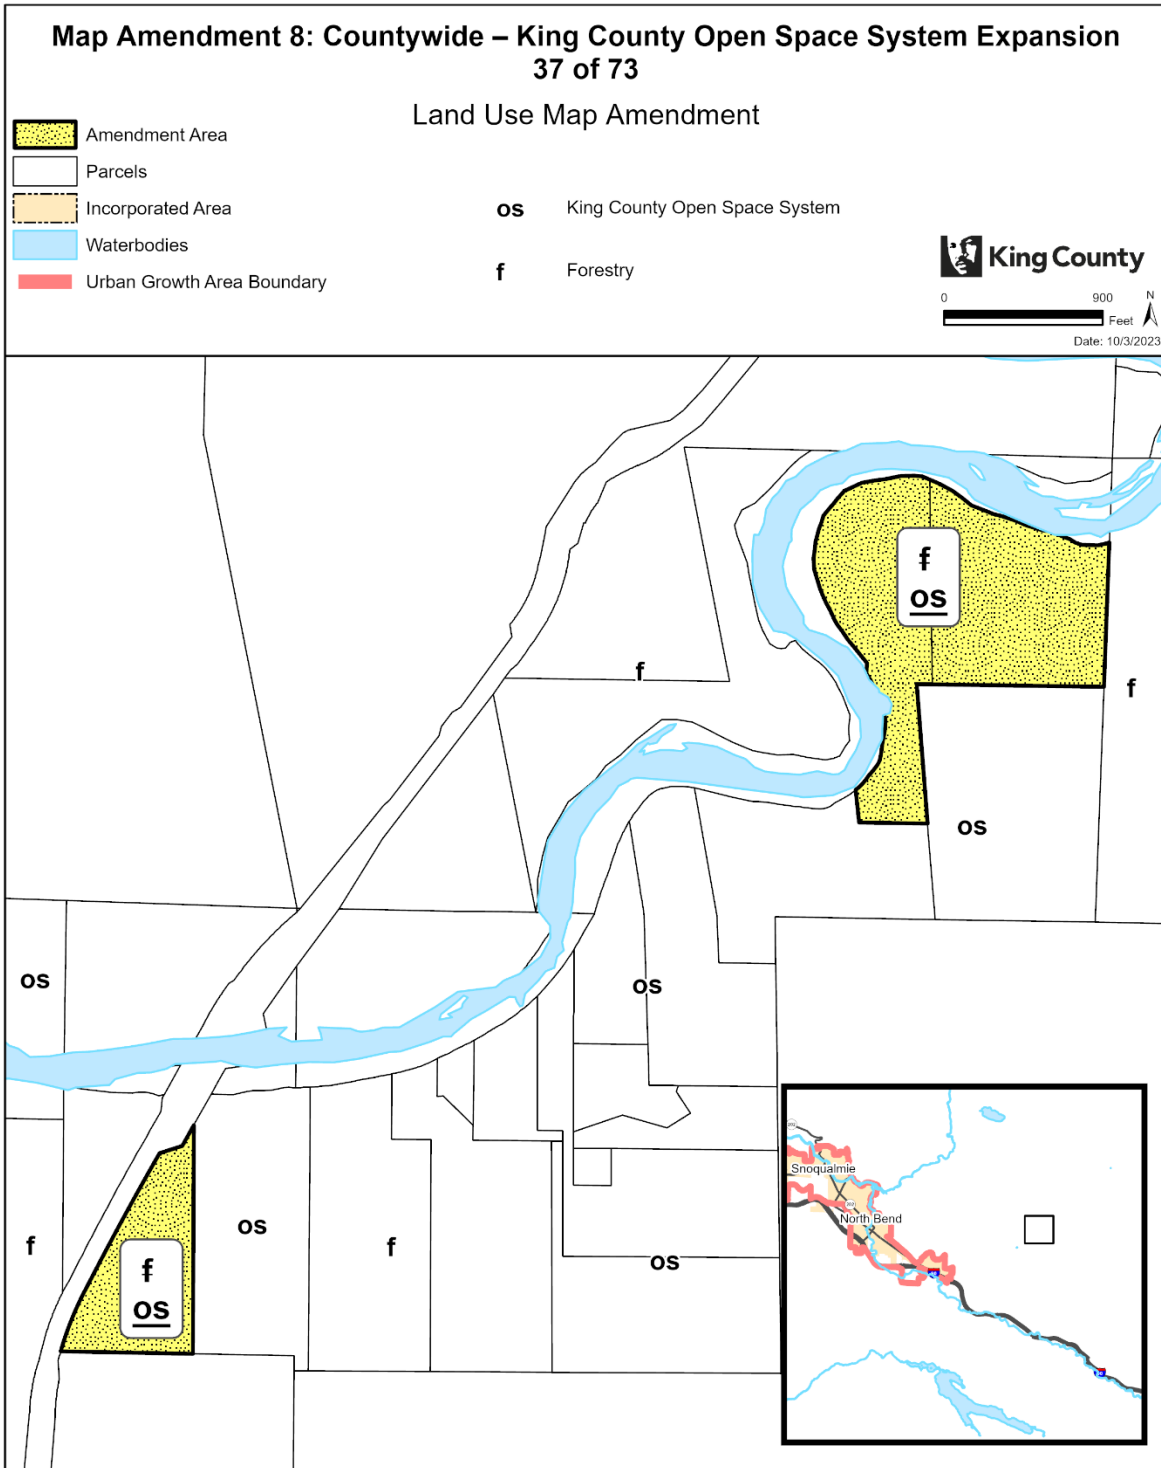 Map Amendment 8: Countywide – King County Open Space System Expansion
37 of 73
Land Use Map Amendment
Amendment Area
Parcels
Incorporated Area
Waterbodies
Urban Growth Area Boundary
os King County Open Space System
f Forestry
King County
0 900 N
Feet
Date: 10/3/2023
f
os
f
f
os
os
os
f
os
os
f
os
f
os
Snoqualmie
North Bend